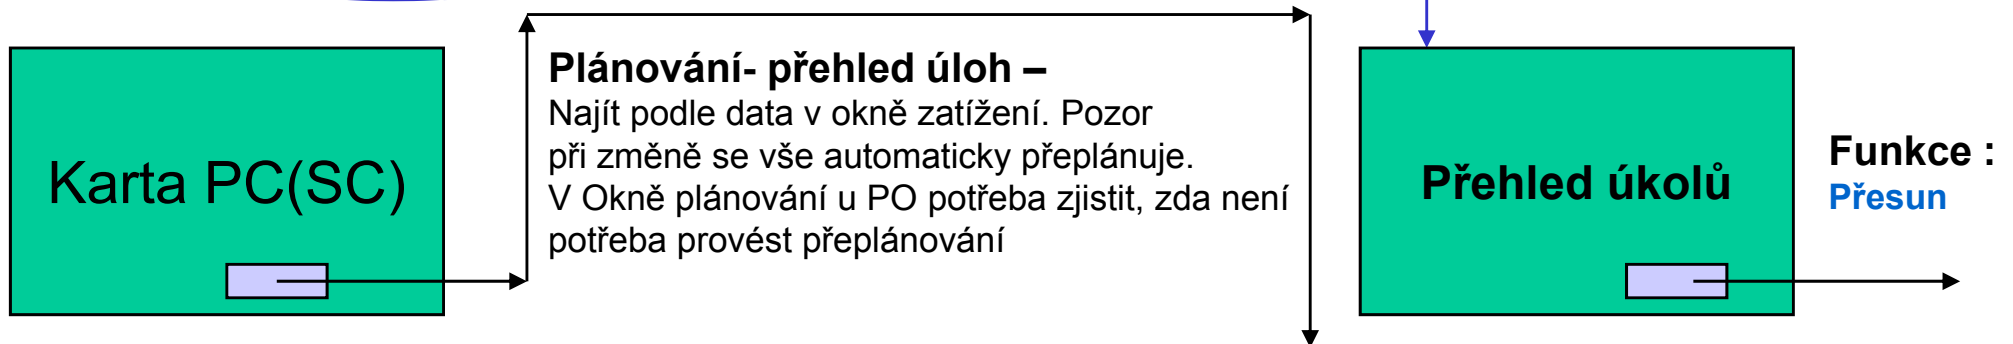 Karta PC(SC)
Plánování- přehled úloh –
Najít podle data v okně zatížení. Pozor
při změně se vše automaticky přeplánuje.
V Okně plánování u PO potřeba zjistit, zda není
potřeba provést přeplánování
Přehled úkolů
Funkce :
Přesun